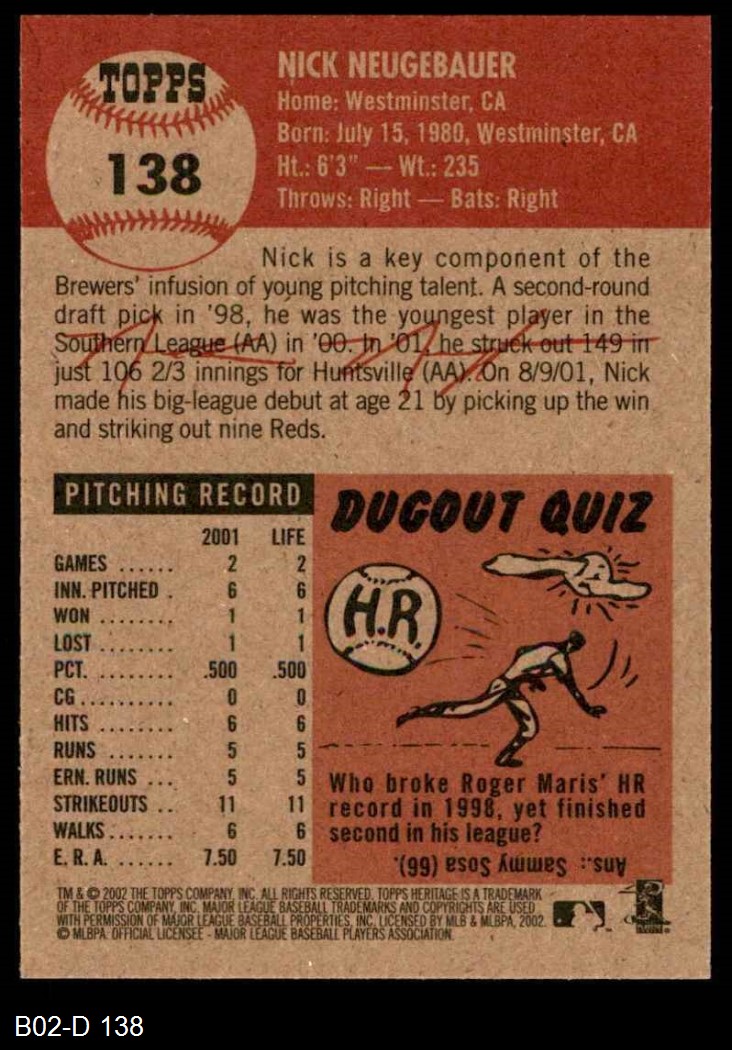 TOPPS
138
NICK NEUGEBAUER
Home: Westminster, CA
Born: July 15, 1980, Westminster, CA
Ht.: 6'3" — Wt.: 235
Throws: Right — Bats: Right
Nick is a key component of the
Brewers' infusion of young pitching talent. A second-round
draft pick in '98, he was the youngest player in the
Southern League (AA) in '00. In '01, he struck out 149 in
just 106 2/3 innings for Huntsville (AA). On 8/9/01, Nick
made his big-league debut at age 21 by picking up the win
and striking out nine Reds.
PITCHING RECORD
2001 LIFE
GAMES ...... 2 2
INN. PITCHED . 6 6
WON ........ 1 1
LOST ........ 1 1
PCT. ........ .500 .500
CG .......... 0 0
HITS ........ 6 6
RUNS ....... 5 5
ERN. RUNS ... 5 5
STRIKEOUTS .. 11 11
WALKS....... 6 6
E. R. A. ...... 7.50 7.50
DUGOUT QUIZ
H.R.
Who broke Roger Maris' HR
record in 1998, yet finished
second in his league?
Ans.: Sammy Sosa (66).
TM & © 2002 THE TOPPS COMPANY, INC. ALL RIGHTS RESERVED. TOPPS HERITAGE IS A TRADEMARK
OF THE TOPPS COMPANY, INC. MAJOR LEAGUE BASEBALL TRADEMARKS AND COPYRIGHTS ARE USED
WITH PERMISSION OF MAJOR LEAGUE BASEBALL PROPERTIES, INC. LICENSED BY MLB & MLBPA, 2002.
© MLBPA. OFFICIAL LICENSEE - MAJOR LEAGUE BASEBALL PLAYERS ASSOCIATION.
B02-D 138